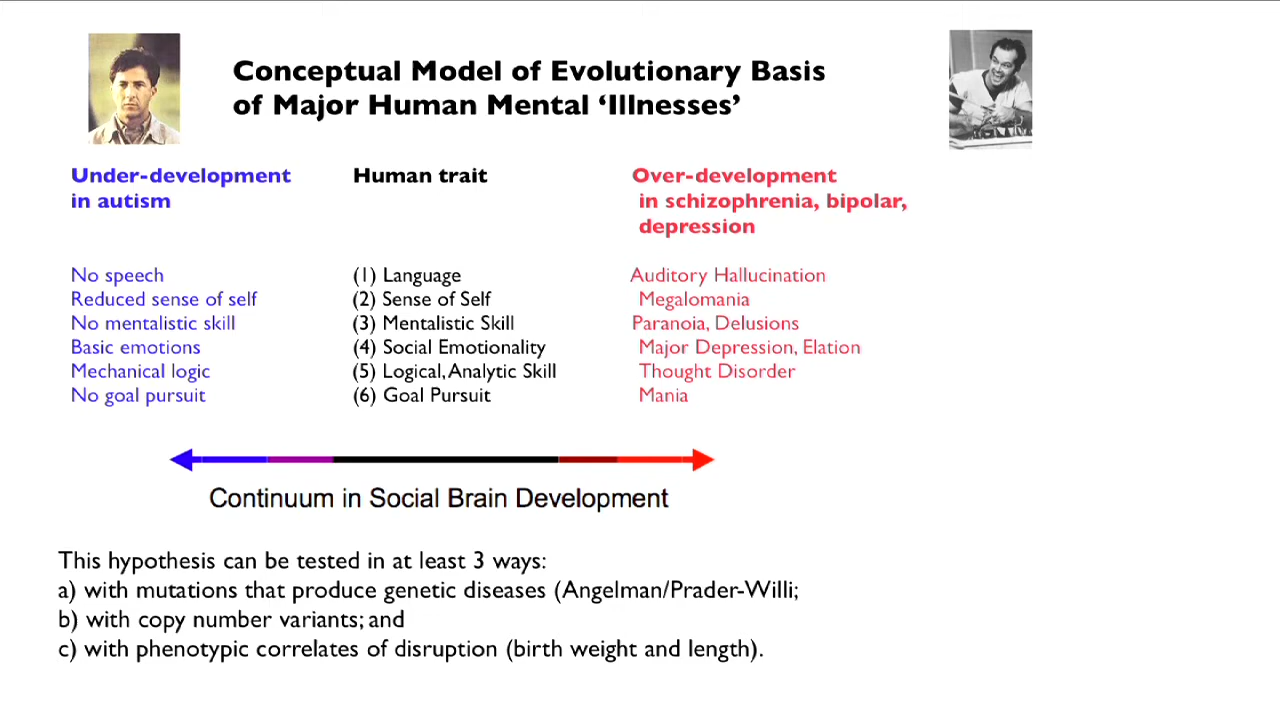 Conceptual Model of Evolutionary Basis
of Major Human Mental ‘Illnesses’
Under-development
in autism
Human trait
Over-development
in schizophrenia, bipolar,
depression
No speech
(1) Language
Auditory Hallucination
Reduced sense of self
(2) Sense of Self
Megalomania
No mentalistic skill
(3) Mentalistic Skill
Paranoia, Delusions
Basic emotions
(4) Social Emotionality
Major Depression, Elation
Mechanical logic
(5) Logical, Analytic Skill
Thought Disorder
No goal pursuit
(6) Goal Pursuit
Mania
Continuum in Social Brain Development
This hypothesis can be tested in at least 3 ways:
a) with mutations that produce genetic diseases (Angelman/Prader-Willi;
b) with copy number variants; and
c) with phenotypic correlates of disruption (birth weight and length).